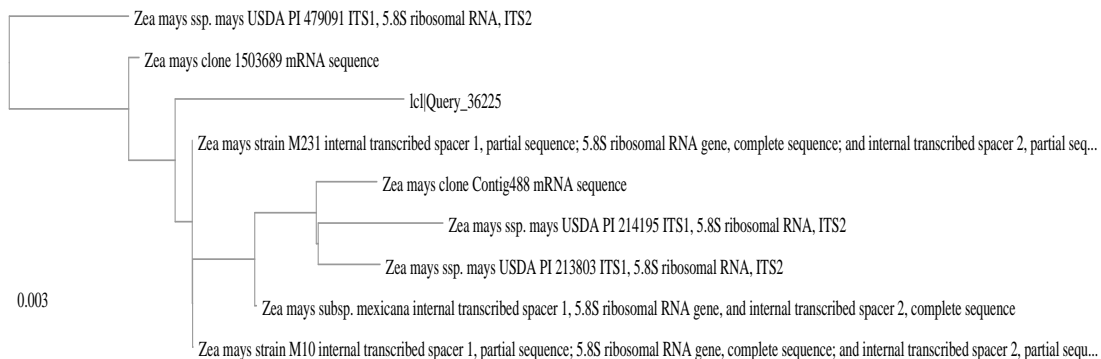 Zea mays ssp. mays USDA PI 479091 ITS1, 5.8S ribosomal RNA, ITS2
Zea mays clone 1503689 mRNA sequence
lcl|Query_36225
Zea mays strain M231 internal transcribed spacer 1, partial sequence; 5.8S ribosomal RNA gene, complete sequence; and internal transcribed spacer 2, partial seq...
Zea mays clone Contig488 mRNA sequence
Zea mays ssp. mays USDA PI 214195 ITS1, 5.8S ribosomal RNA, ITS2
Zea mays ssp. mays USDA PI 213803 ITS1, 5.8S ribosomal RNA, ITS2
0.003
Zea mays subsp. mexicana internal transcribed spacer 1, 5.8S ribosomal RNA gene, and internal transcribed spacer 2, complete sequence
Zea mays strain M10 internal transcribed spacer 1, partial sequence; 5.8S ribosomal RNA gene, complete sequence; and internal transcribed spacer 2, partial seq...